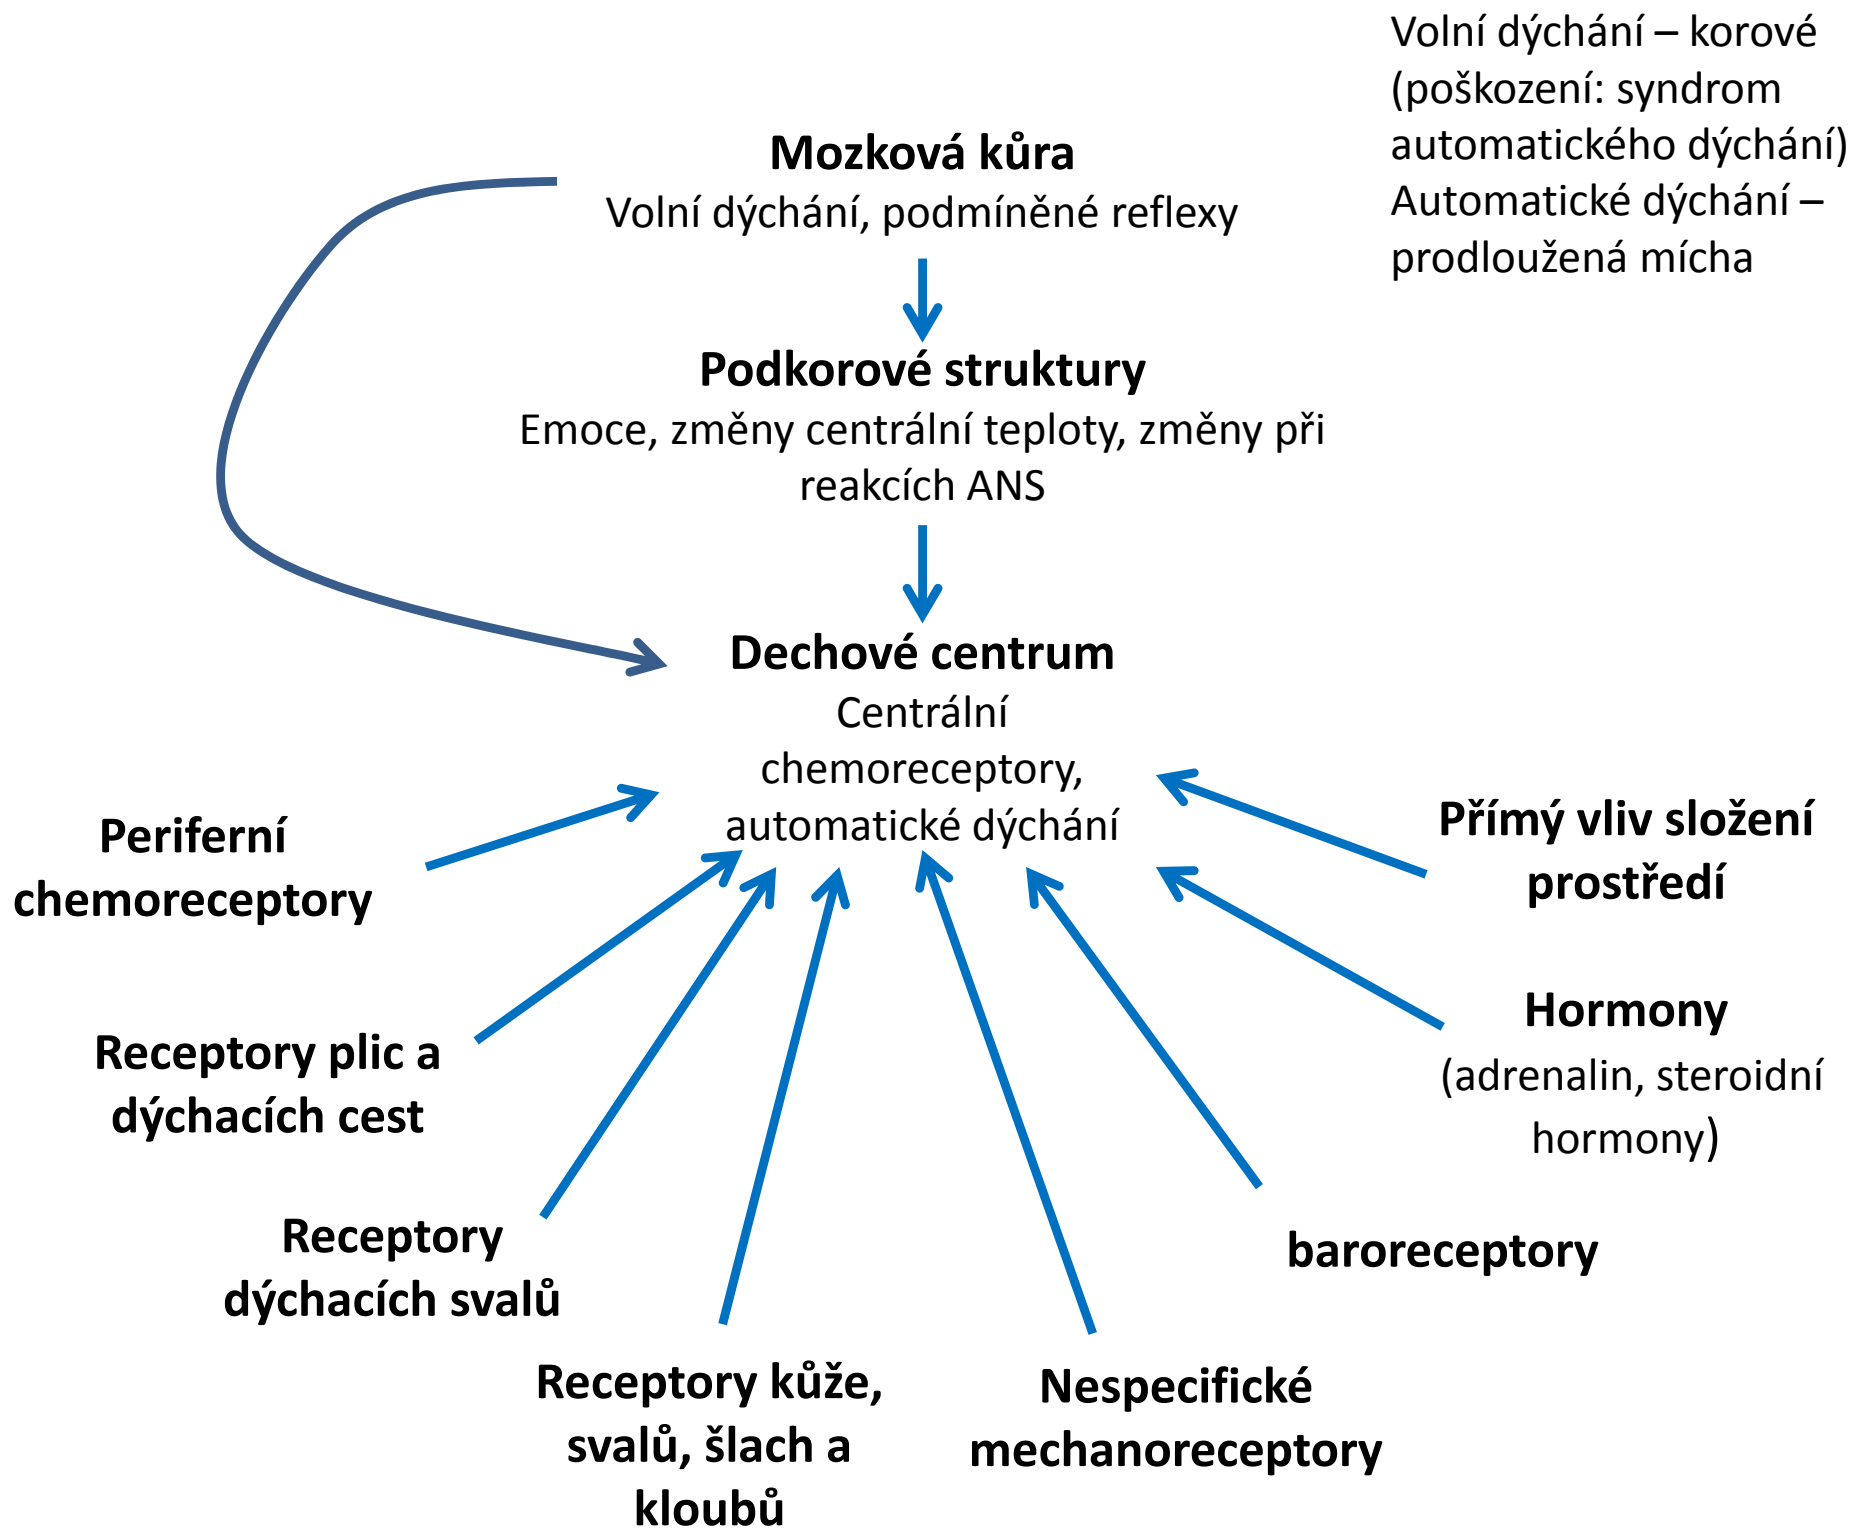 Volní dýchání – korové
(poškození: syndrom
automatického dýchání)
Automatické dýchání –
prodloužená mícha
Mozková kůra
Volní dýchání, podmíněné reflexy
Podkorové struktury
Emoce, změny centrální teploty, změny při
reakcích ANS
Dechové centrum
Centrální
chemoreceptory,
automatické dýchání
Periferní
chemoreceptory
Přímý vliv složení
prostředí
Receptory plic a
dýchacích cest
Hormony
(adrenalin, steroidní
hormony)
Receptory
dýchacích svalů
baroreceptory
Receptory kůže,
svalů, šlach a
kloubů
Nespecifické
mechanoreceptory